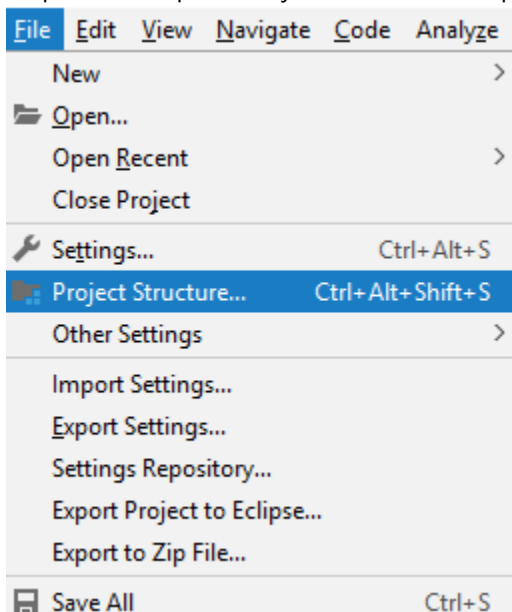 File Edit View Navigate Code Analyze
New >
Open...
Open Recent >
Close Project
Settings... Ctrl+Alt+S
Project Structure... Ctrl+Alt+Shift+S
Other Settings >
Import Settings...
Export Settings...
Settings Repository...
Export Project to Eclipse...
Export to Zip File...
Save All Ctrl+S